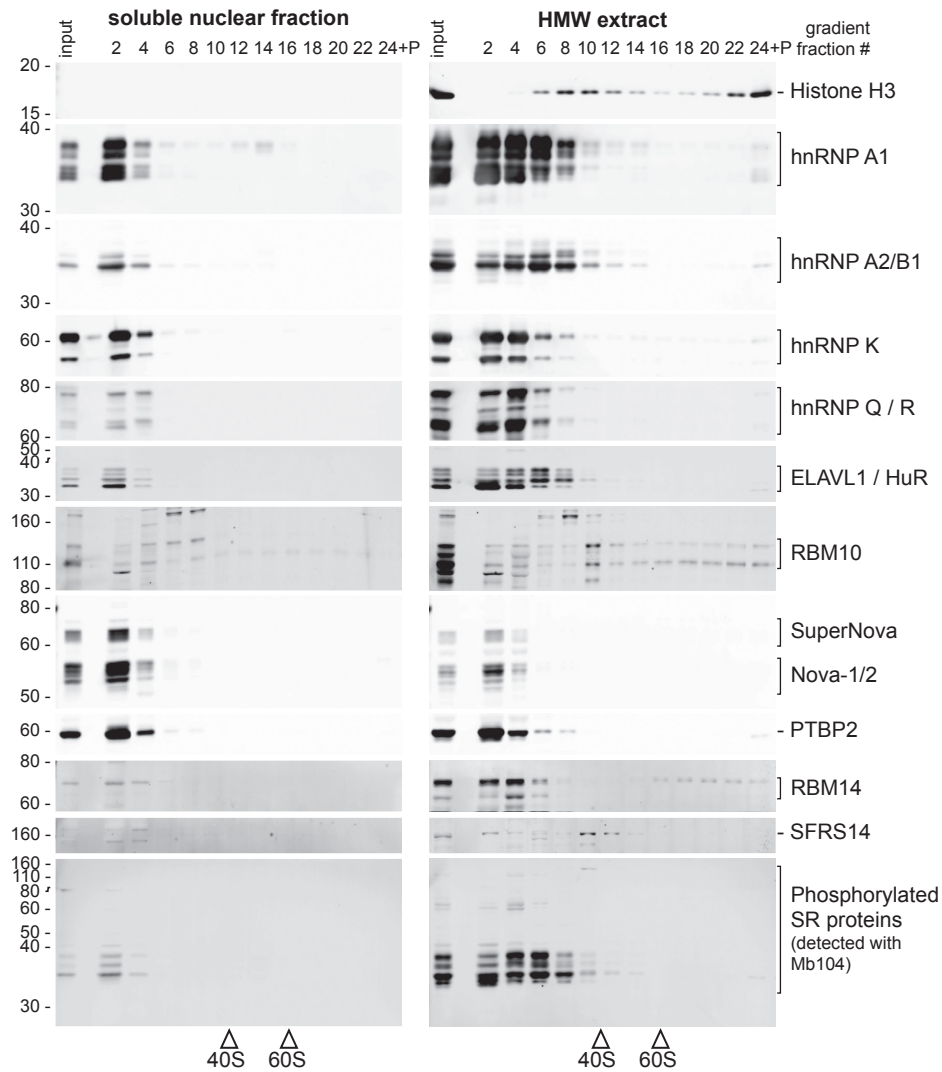 soluble nuclear fraction
HMW extract
input
2 4 6 8 10 12 14 16 18 20 22 24+P
input
2 4 6 8 10 12 14 16 18 20 22 24+P
gradient
fraction #
20 -
15 -
Histone H3
40 -
30 -
hnRNP A1
40 -
30 -
hnRNP A2/B1
60 -
hnRNP K
80 -
60 -
hnRNP Q / R
50 -
40 -
30 -
ELAVL1 / HuR
160 -
110 -
80 -
RBM10
80 -
60 -
50 -
SuperNova
Nova-1/2
60 -
PTBP2
80 -
60 -
RBM14
160 -
SFRS14
160 -
110 -
80 -
60 -
50 -
40 -
30 -
Phosphorylated
SR proteins
(detected with
Mb104)
40S 60S
40S 60S